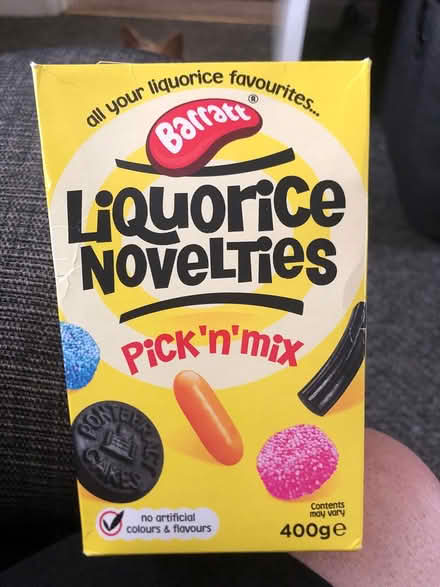 all your liquorice favourites...
Barratt®
LiQuoriCe
NoveLTies
PiCK 'n' mix
PONTEFRACT
CAKES
no artificial
colours & flavours
Contents
may vary
400g℮